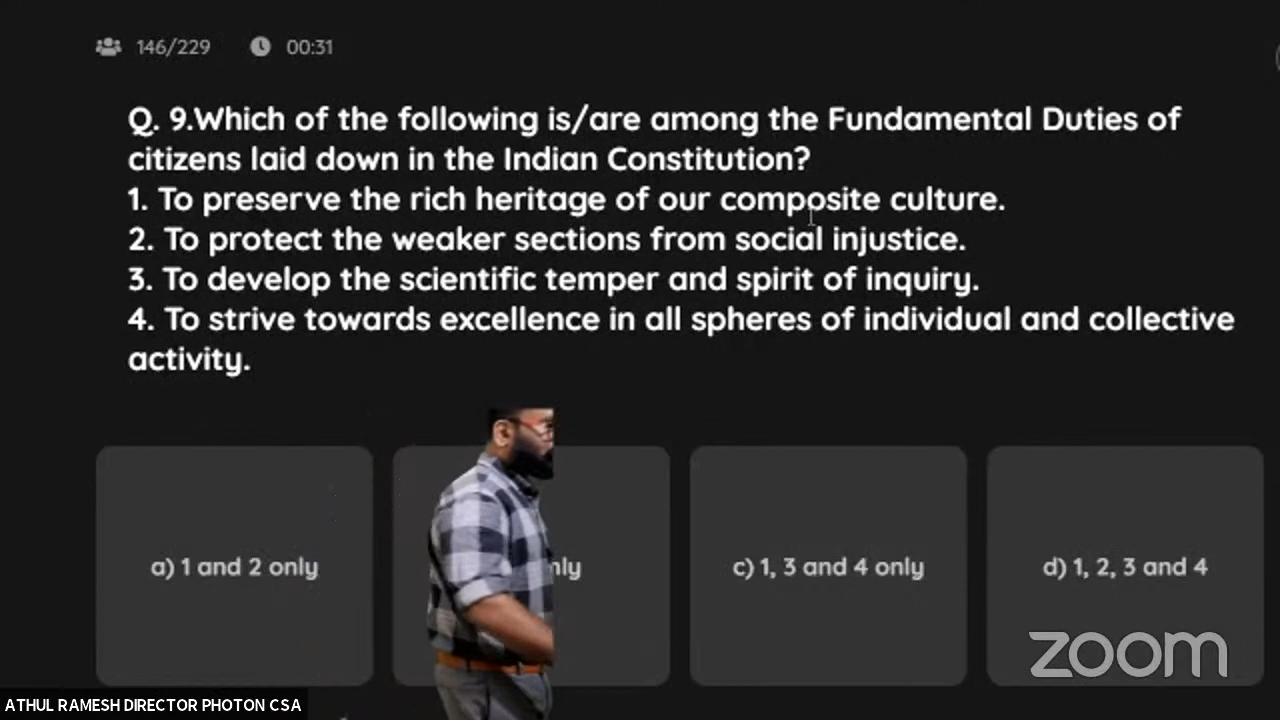 146/229 00:31
Q. 9.Which of the following is/are among the Fundamental Duties of
citizens laid down in the Indian Constitution?
1. To preserve the rich heritage of our composite culture.
2. To protect the weaker sections from social injustice.
3. To develop the scientific temper and spirit of inquiry.
4. To strive towards excellence in all spheres of individual and collective
activity.
a) 1 and 2 only
c) 1, 3 and 4 only
d) 1, 2, 3 and 4
zoom
ATHUL RAMESH DIRECTOR PHOTON CSA